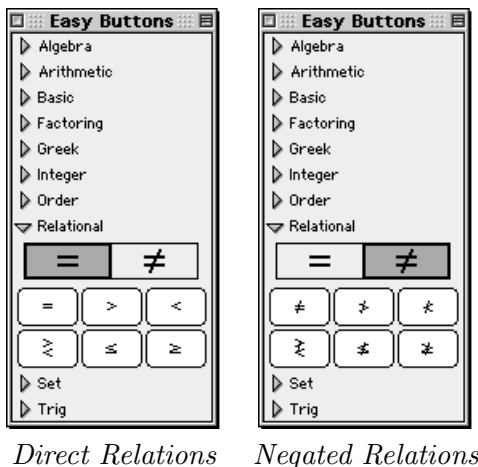 Easy Buttons
Algebra
Arithmetic
Basic
Factoring
Greek
Integer
Order
Relational
= ≠
= > <
≷ ≤ ≥
Set
Trig
Direct Relations
Easy Buttons
Algebra
Arithmetic
Basic
Factoring
Greek
Integer
Order
Relational
= ≠
≠ ≯ ≮
≹ ≰ ≱
Set
Trig
Negated Relations